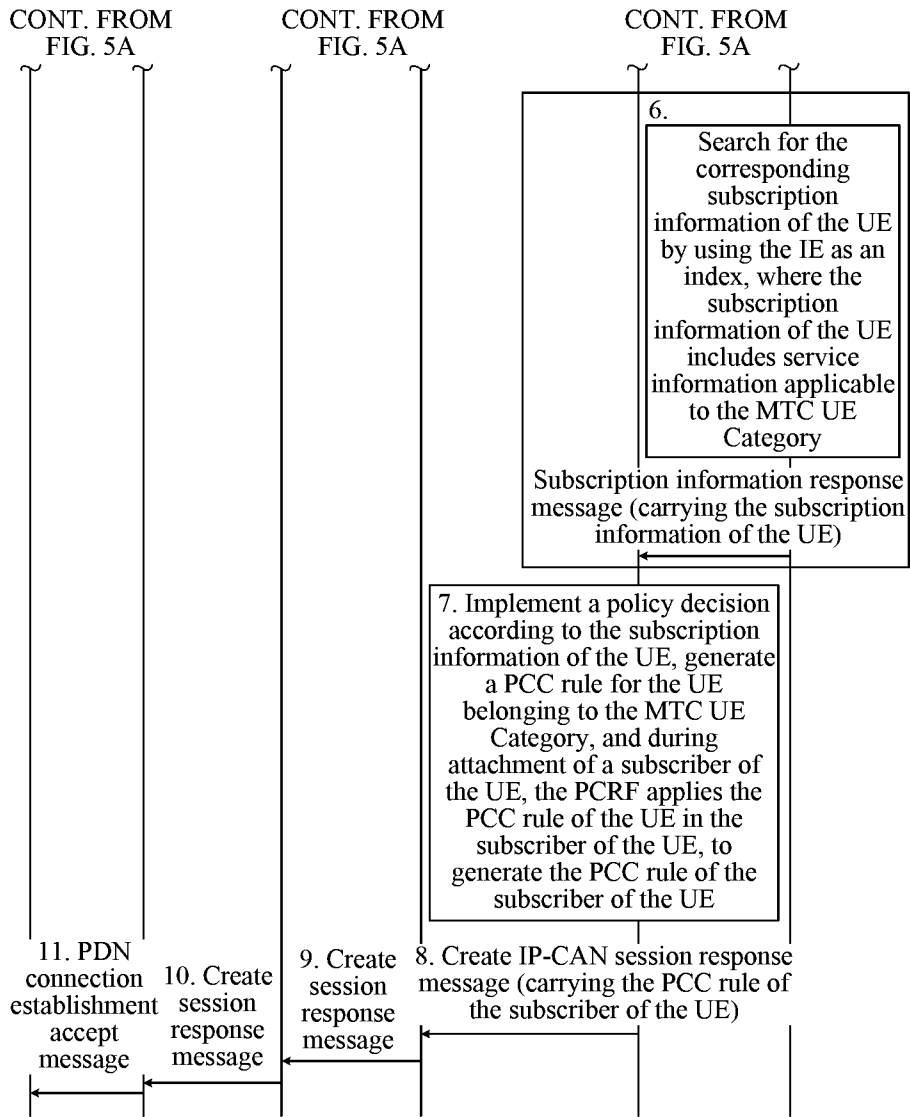 CONT. FROM
FIG. 5A
CONT. FROM
FIG. 5A
CONT. FROM
FIG. 5A
6.
Search for the
corresponding
subscription
information of the UE
by using the IE as an
index, where the
subscription
information of the UE
includes service
information applicable
to the MTC UE
Category
Subscription information response
message (carrying the subscription
information of the UE)
7. Implement a policy decision
according to the subscription
information of the UE, generate
a PCC rule for the UE
belonging to the MTC UE
Category, and during
attachment of a subscriber of
the UE, the PCRF applies the
PCC rule of the UE in the
subscriber of the UE, to
generate the PCC rule of the
subscriber of the UE
8. Create IP-CAN session response
message (carrying the PCC rule of
the subscriber of the UE)
9. Create
session
response
message
10. Create
session
response
message
11. PDN
connection
establishment
accept
message